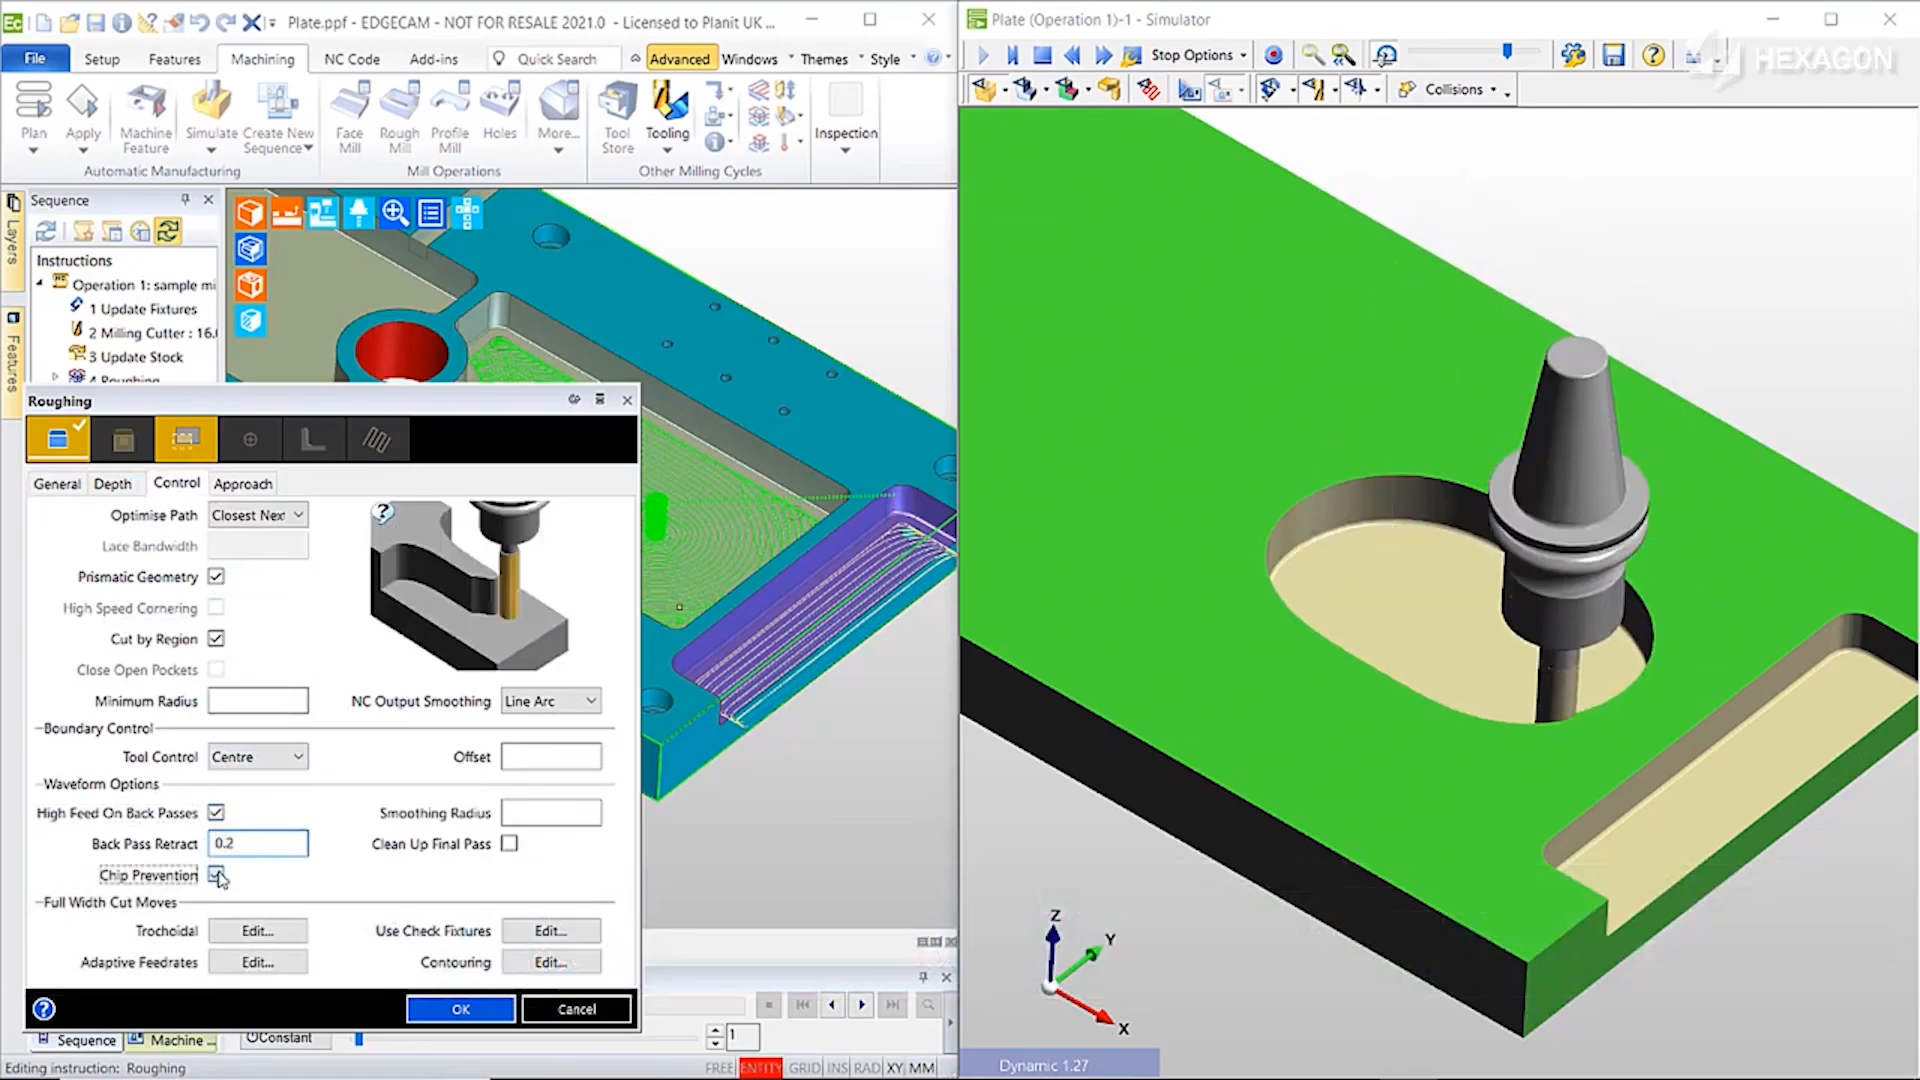 Plate.ppf - EDGECAM - NOT FOR RESALE 2021.0 - Licensed to Planit UK ...
File Setup Features Machining NC Code Add-ins Quick Search Advanced Windows Themes Style
Plan Apply Machine Feature Simulate Create New Sequence Face Mill Rough Mill Profile Mill Holes More... Tool Store Tooling Inspection
Automatic Manufacturing Mill Operations Other Milling Cycles
Layers
Features
Sequence
Instructions
Operation 1: sample mi
1 Update Fixtures
2 Milling Cutter : 16.
3 Update Stock
4 Roughing
Roughing
General Depth Control Approach
Optimise Path Closest Nex
Lace Bandwidth
Prismatic Geometry
High Speed Cornering
Cut by Region
Close Open Pockets
Minimum Radius NC Output Smoothing Line Arc
Boundary Control
Tool Control Centre Offset
Waveform Options
High Feed On Back Passes Smoothing Radius
Back Pass Retract 0.2 Clean Up Final Pass
Chip Prevention
Full Width Cut Moves
Trochoidal Edit... Use Check Fixtures Edit...
Adaptive Feedrates Edit... Contouring Edit...
OK Cancel
Sequence Machine ... Constant 1
Editing instruction: Roughing FREE ENTITY GRID INS RAD XY MM
Plate (Operation 1)-1 - Simulator
Stop Options
HEXAGON
Collisions
Z
Y
X
Dynamic 1.27